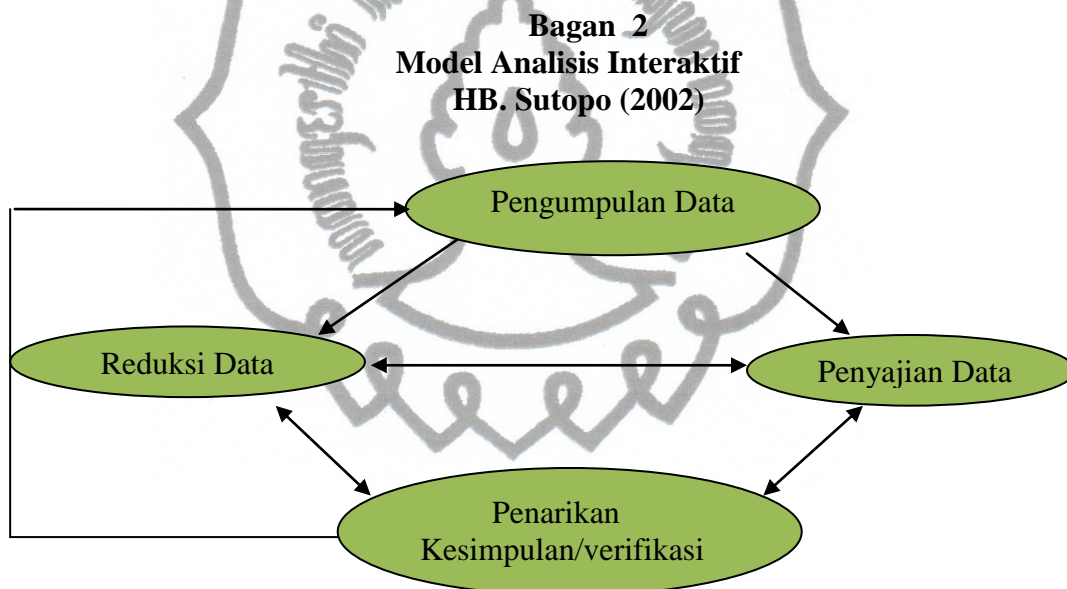 Bagan 2
Model Analisis Interaktif
HB. Sutopo (2002)
Pengumpulan Data
Reduksi Data
Penyajian Data
Penarikan
Kesimpulan/verifikasi